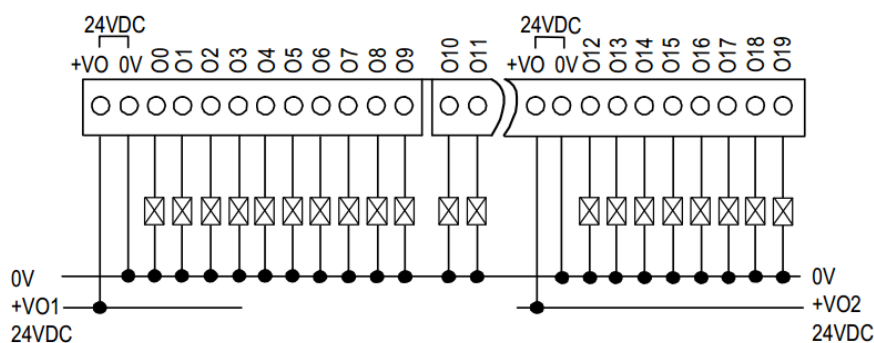 24VDC 24VDC
+VO 0V O0 O1 O2 O3 O4 O5 O6 O7 O8 O9 O10 O11 +VO 0V O12 O13 O14 O15 O16 O17 O18 O19
0V 0V
+VO1 +VO2
24VDC 24VDC